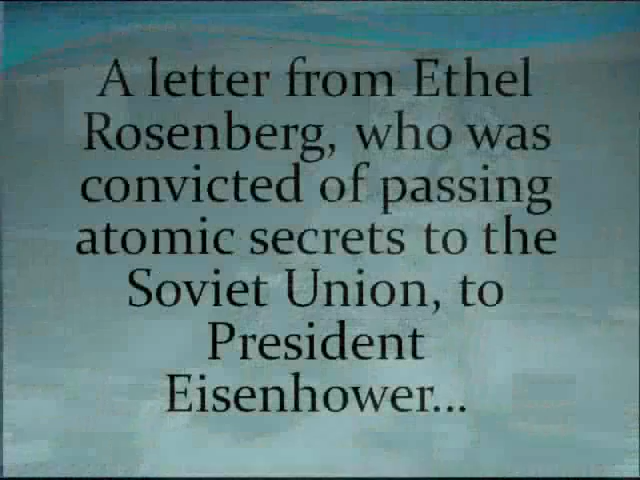 A letter from Ethel
Rosenberg, who was
convicted of passing
atomic secrets to the
Soviet Union, to
President
Eisenhower...